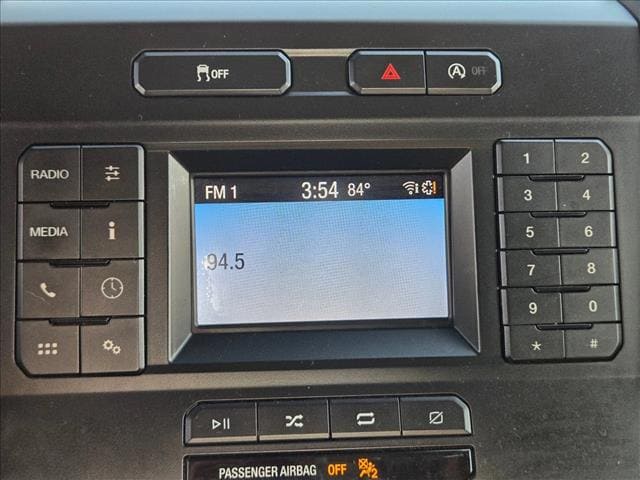 OFF
A OFF
RADIO
MEDIA
i
FM 1 3:54 84°
94.5
1 2
3 4
5 6
7 8
9 0
* #
PASSENGER AIRBAG OFF 2